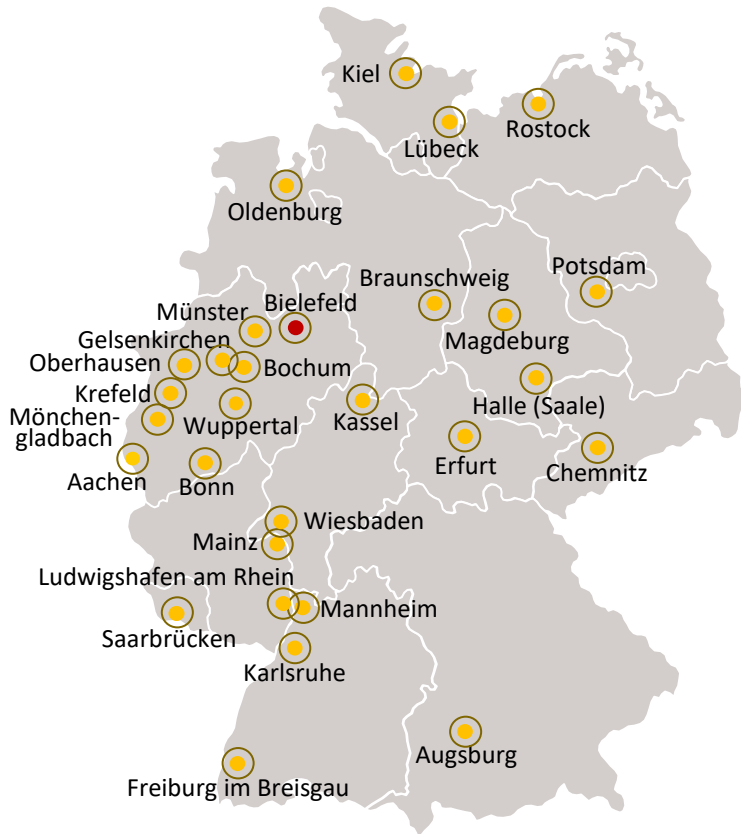 Kiel
Rostock
Lübeck
Oldenburg
Potsdam
Braunschweig
Bielefeld
Münster
Magdeburg
Gelsenkirchen
Oberhausen
Bochum
Krefeld
Halle (Saale)
Wuppertal
Kassel
Mönchen-
gladbach
Erfurt
Chemnitz
Aachen
Bonn
Wiesbaden
Mainz
Ludwigshafen am Rhein
Mannheim
Saarbrücken
Karlsruhe
Augsburg
Freiburg im Breisgau